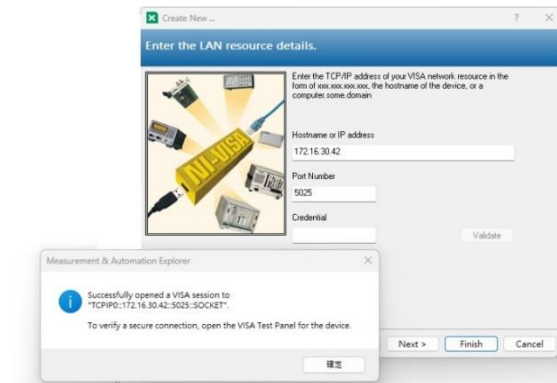 Create New ...
Enter the LAN resource details.
Enter the TCP/IP address of your VISA network resource in the
form of xxx.xxx.xxx.xxx, the hostname of the device, or a
computer.some.domain
NI-VISA
Hostname or IP address
172.16.30.42
Port Number
5025
Credential
Validate
Measurement & Automation Explorer
Successfully opened a VISA session to
"TCPIP0::172.16.30.42::5025::SOCKET".
To verify a secure connection, open the VISA Test Panel for the device.
確定
Next >
Finish
Cancel